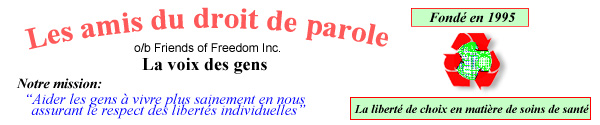 Les amis du droit de parole
o/b Friends of Freedom Inc.
La voix des gens
Notre mission:
“Aider les gens à vivre plus sainement en nous
assurant le respect des libertés individuelles”
Fondé en 1995
La liberté de choix en matière de soins de santé